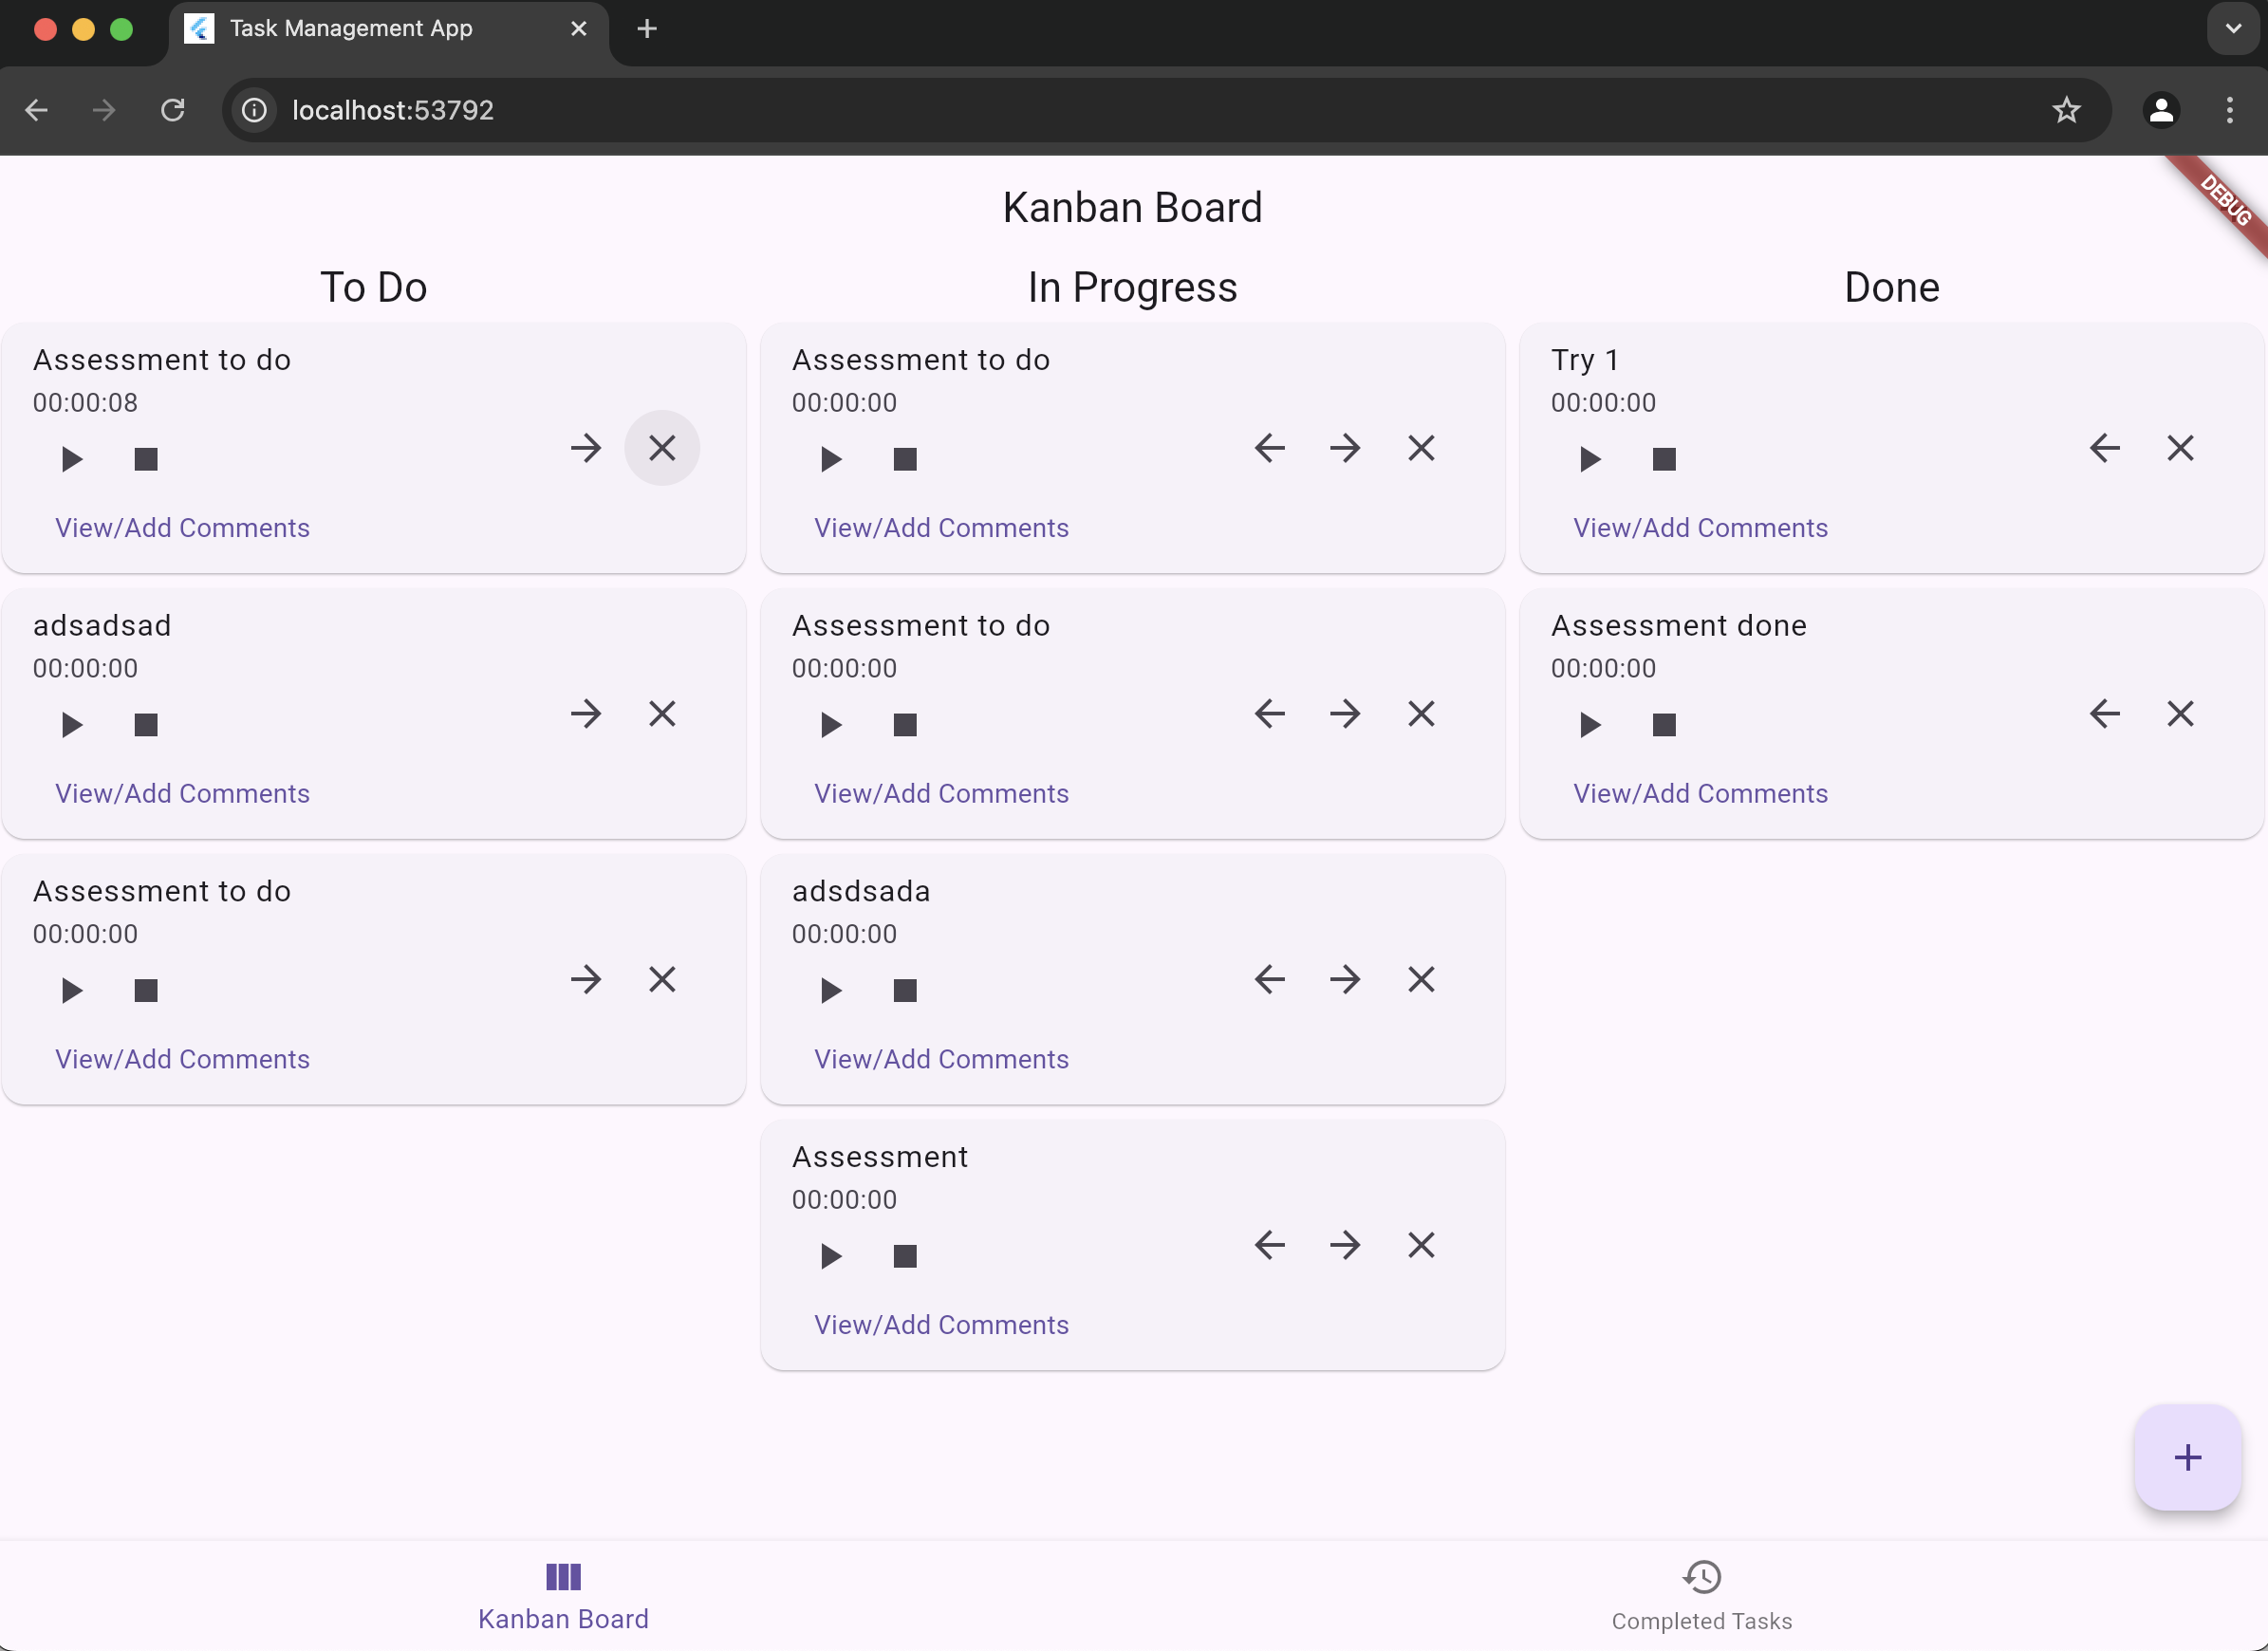 Task Management App
localhost:53792
DEBUG
Kanban Board
To Do
Assessment to do
00:00:08
View/Add Comments
adsadsad
00:00:00
View/Add Comments
Assessment to do
00:00:00
View/Add Comments
In Progress
Assessment to do
00:00:00
View/Add Comments
Assessment to do
00:00:00
View/Add Comments
adsdsada
00:00:00
View/Add Comments
Assessment
00:00:00
View/Add Comments
Done
Try 1
00:00:00
View/Add Comments
Assessment done
00:00:00
View/Add Comments
Kanban Board
Completed Tasks